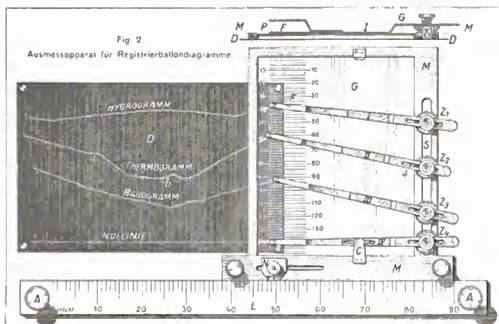 Fig. 2
Ausmessapparat für Registrierballondiagramme.
M P F I G M
D D
HYGROGRAMM
D
a
THERMOGRAMM
b
BAROGRAMM
NULLINIE
G
M
Z₁
S
Z₂
Z₃
Z₄
C
N
M
A
10 20 30 40 50 60 70 80 90
L
A